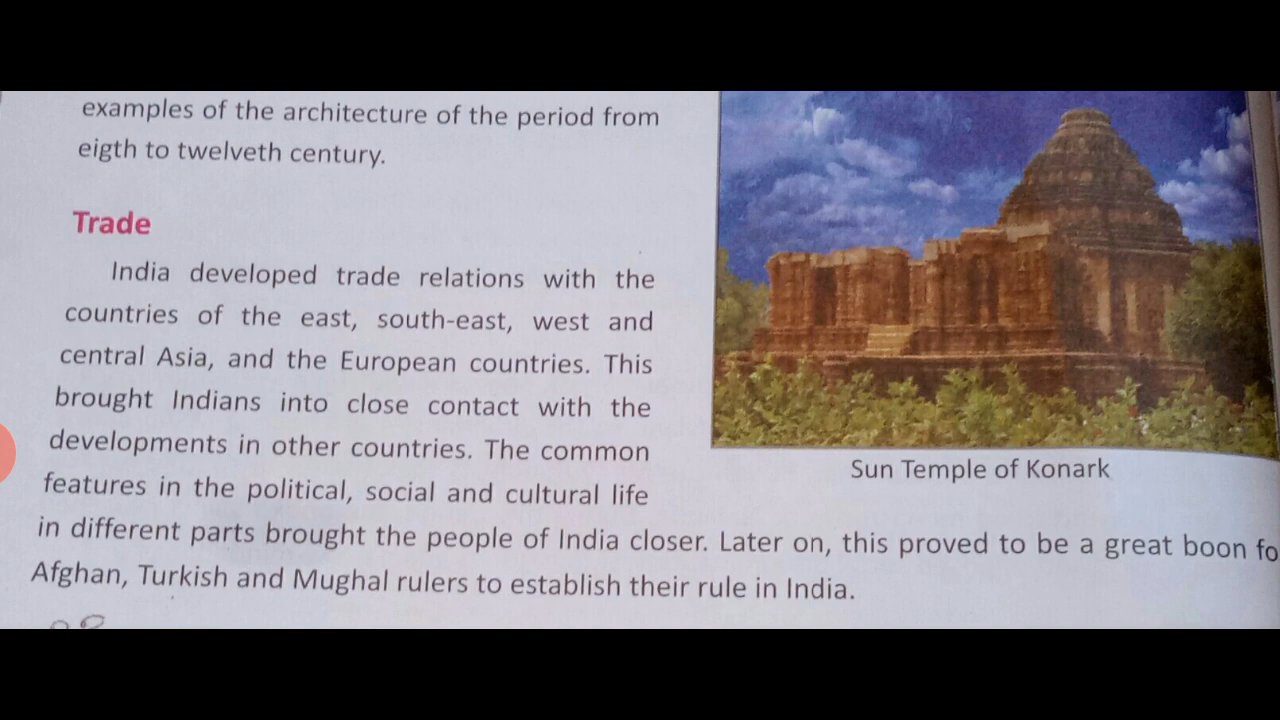 examples of the architecture of the period from
eigth to twelveth century.
Trade
India developed trade relations with the
countries of the east, south-east, west and
central Asia, and the European countries. This
brought Indians into close contact with the
developments in other countries. The common
features in the political, social and cultural life
in different parts brought the people of India closer. Later on, this proved to be a great boon fo
Afghan, Turkish and Mughal rulers to establish their rule in India.
Sun Temple of Konark